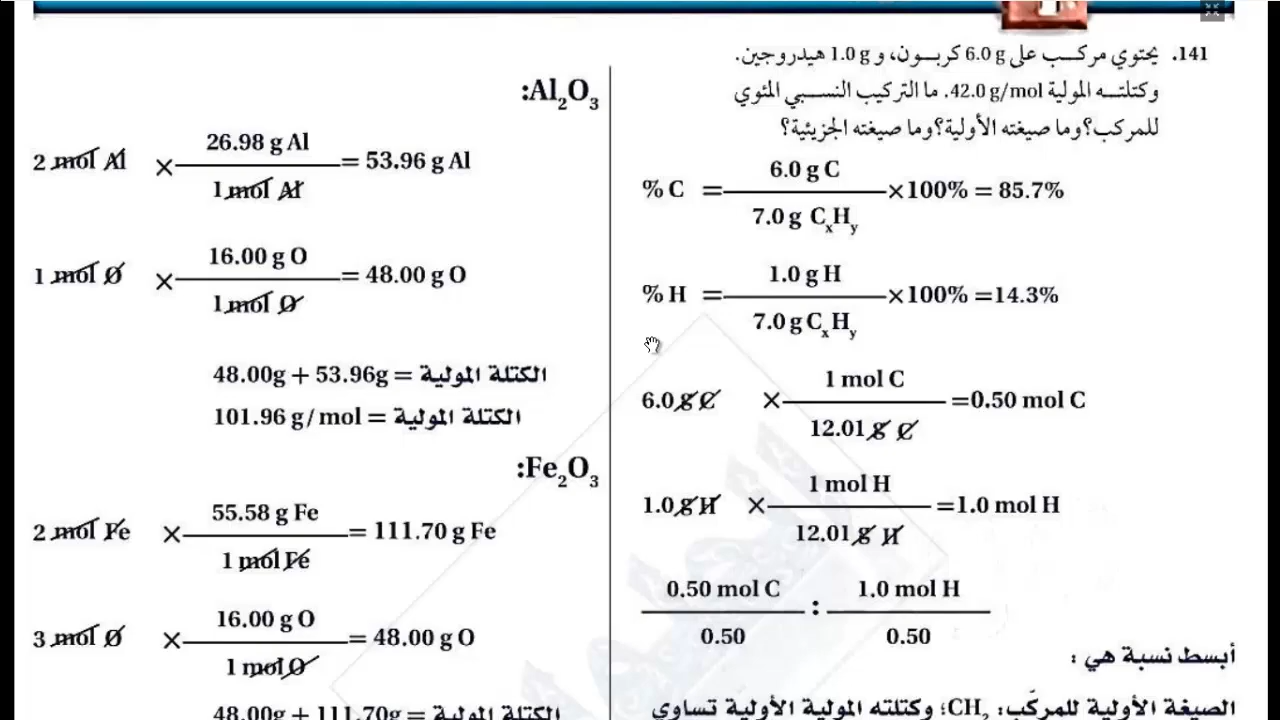 141. يحتوي مركب على 6.0 g كربون، و 1.0 g هيدروجين.
وكتلته المولية 42.0 g/mol. ما التركيب النسبي المئوي
للمركب؟ وما صيغته الأولية؟ وما صيغته الجزيئية؟
% C = 6.0 g C / 7.0 g CxHy ×100% = 85.7%
% H = 1.0 g H / 7.0 g CxHy ×100% =14.3%
6.0 g C × 1 mol C / 12.01 g C =0.50 mol C
1.0 g H × 1 mol H / 12.01 g H =1.0 mol H
0.50 mol C / 0.50 : 1.0 mol H / 0.50
أبسط نسبة هي :
الصيغة الأولية للمركّب: CH2؛ وكتلته المولية الأولية تساوي
Al2O3:
2 mol Al × 26.98 g Al / 1 mol Al = 53.96 g Al
1 mol O × 16.00 g O / 1 mol O = 48.00 g O
الكتلة المولية = 48.00g + 53.96g
الكتلة المولية = 101.96 g/mol
Fe2O3:
2 mol Fe × 55.58 g Fe / 1 mol Fe = 111.70 g Fe
3 mol O × 16.00 g O / 1 mol O = 48.00 g O
الكتلة المولية = 48.00g + 111.70g